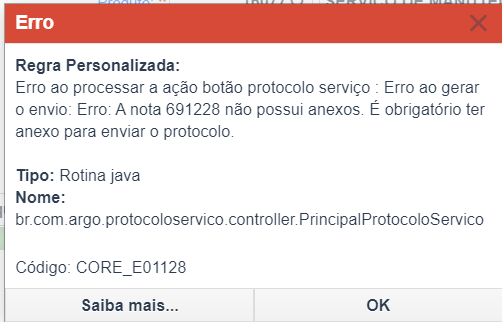 Erro
Regra Personalizada:
Erro ao processar a ação botão protocolo serviço : Erro ao gerar
o envio: Erro: A nota 691228 não possui anexos. É obrigatório ter
anexo para enviar o protocolo.
Tipo: Rotina java
Nome:
br.com.argo.protocoloservico.controller.PrincipalProtocoloServico
Código: CORE_E01128
Saiba mais...
OK